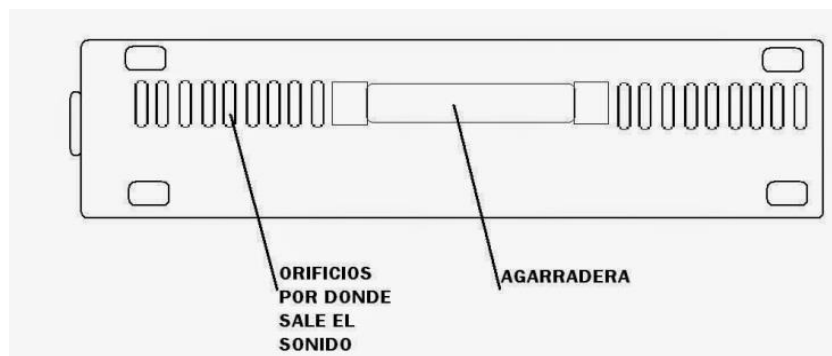 ORIFICIOS
POR DONDE
SALE EL
SONIDO
AGARRADERA